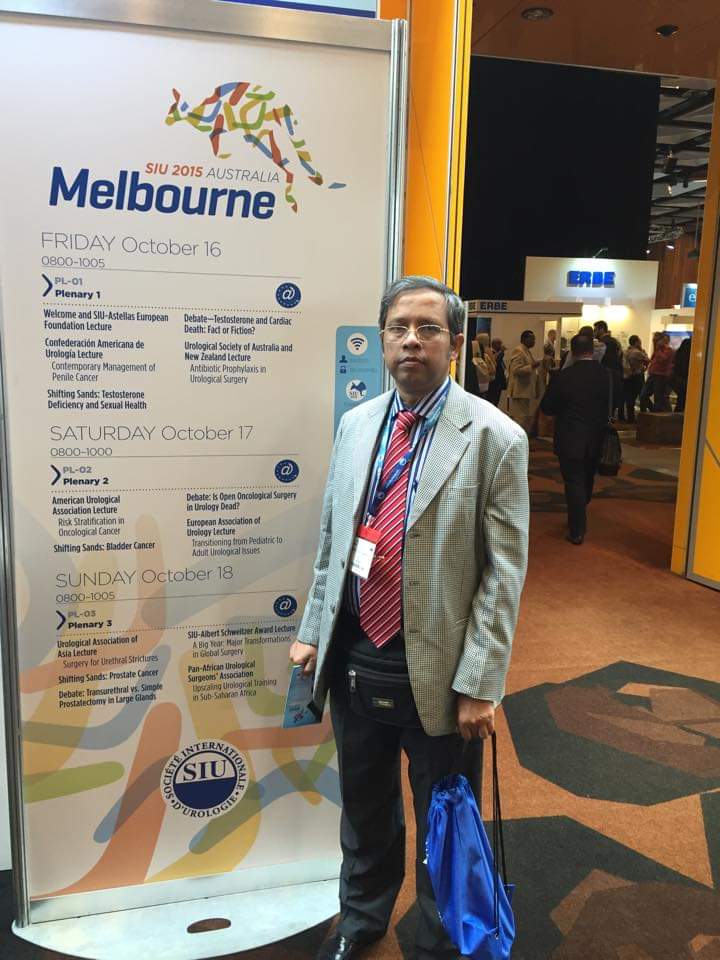 SIU 2015 AUSTRALIA
Melbourne
FRIDAY October 16
0800–1005
PL-01
Plenary 1
@
Welcome and SIU-Astellas European
Foundation Lecture
Confederación Americana de
Urología Lecture
Contemporary Management of
Penile Cancer
Shifting Sands: Testosterone
Deficiency and Sexual Health
Debate—Testosterone and Cardiac
Death: Fact or Fiction?
Urological Society of Australia and
New Zealand Lecture
Antibiotic Prophylaxis in
Urological Surgery
SATURDAY October 17
0800–1000
PL-02
Plenary 2
@
American Urological
Association Lecture
Risk Stratification in
Oncological Cancer
Shifting Sands: Bladder Cancer
Debate: Is Open Oncological Surgery
in Urology Dead?
European Association of
Urology Lecture
Transitioning from Pediatric to
Adult Urological Issues
SUNDAY October 18
0800–1005
PL-03
Plenary 3
@
Urological Association of
Asia Lecture
Surgery for Urethral Strictures
Shifting Sands: Prostate Cancer
Debate: Transurethral vs. Simple
Prostatectomy in Large Glands
SIU-Albert Schweitzer Award Lecture
A Big Year: Major Transformations
in Global Surgery
Pan-African Urological
Surgeons' Association
Upscaling Urological Training
in Sub-Saharan Africa
SOCIÉTÉ INTERNATIONALE
SIU
D'UROLOGIE
SIU
ERBE
ERBE